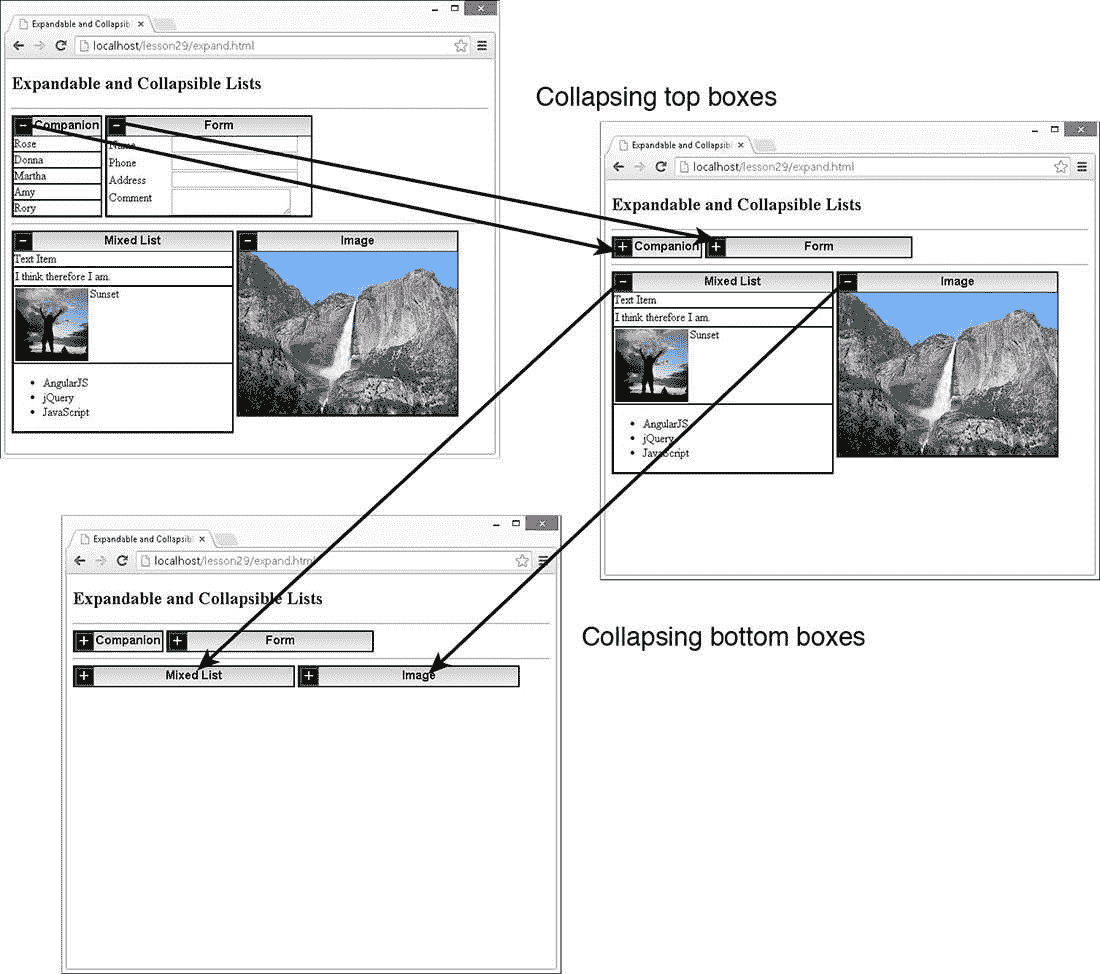 Expandable and Collapsib
localhost/lesson29/expand.html
Expandable and Collapsible Lists
Companion
Form
Rose
Donna
Martha
Amy
Rory
Name
Phone
Address
Comment
Mixed List
Image
Text Item
I think therefore I am.
Sunset
AngularJS
jQuery
JavaScript
Collapsing top boxes
Expandable and Collapsib
localhost/lesson29/expand.html
Expandable and Collapsible Lists
Companion
Form
Mixed List
Image
Text Item
I think therefore I am.
Sunset
AngularJS
jQuery
JavaScript
Expandable and Collapsib
localhost/lesson29/expand.html
Expandable and Collapsible Lists
Companion
Form
Mixed List
Image
Collapsing bottom boxes